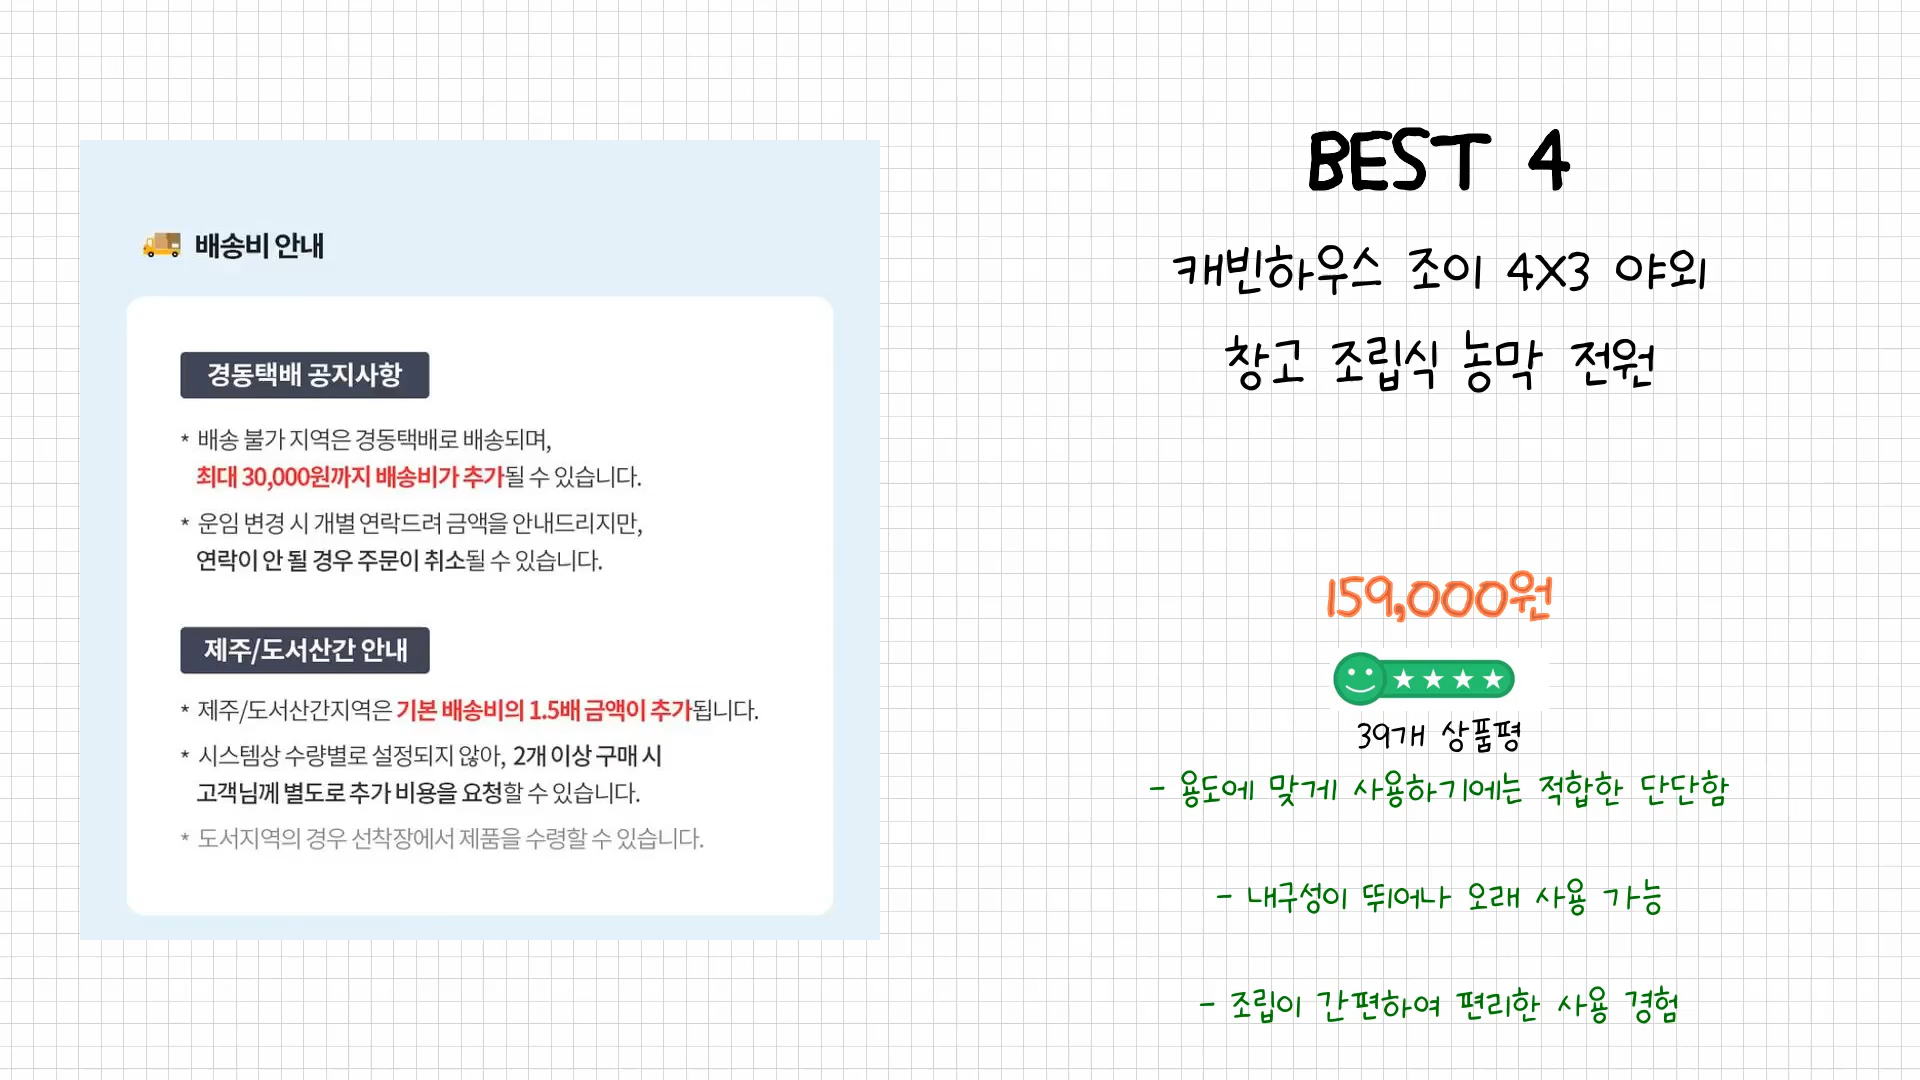 배송비 안내
경동택배 공지사항
* 배송 불가 지역은 경동택배로 배송되며,
최대 30,000원까지 배송비가 추가될 수 있습니다.
* 운임 변경 시 개별 연락드려 금액을 안내드리지만,
연락이 안 될 경우 주문이 취소될 수 있습니다.
제주/도서산간 안내
* 제주/도서산간지역은 기본 배송비의 1.5배 금액이 추가됩니다.
* 시스템상 수량별로 설정되지 않아, 2개 이상 구매 시
고객님께 별도로 추가 비용을 요청할 수 있습니다.
* 도서지역의 경우 선착장에서 제품을 수령할 수 있습니다.
BEST 4
캐빈하우스 조이 4X3 야외
창고 조립식 농막 전원
159,000원
39개 상품평
- 용도에 맞게 사용하기에는 적합한 단단함
- 내구성이 뛰어나 오래 사용 가능
- 조립이 간편하여 편리한 사용 경험